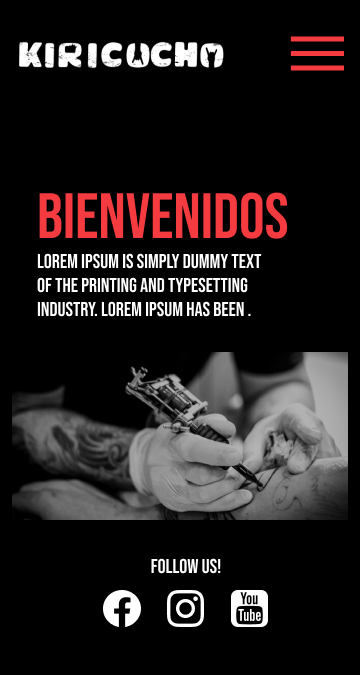 KIRICOCHO
BIENVENIDOS
LOREM IPSUM IS SIMPLY DUMMY TEXT
OF THE PRINTING AND TYPESETTING
INDUSTRY. LOREM IPSUM HAS BEEN .
FOLLOW US!
You
Tube